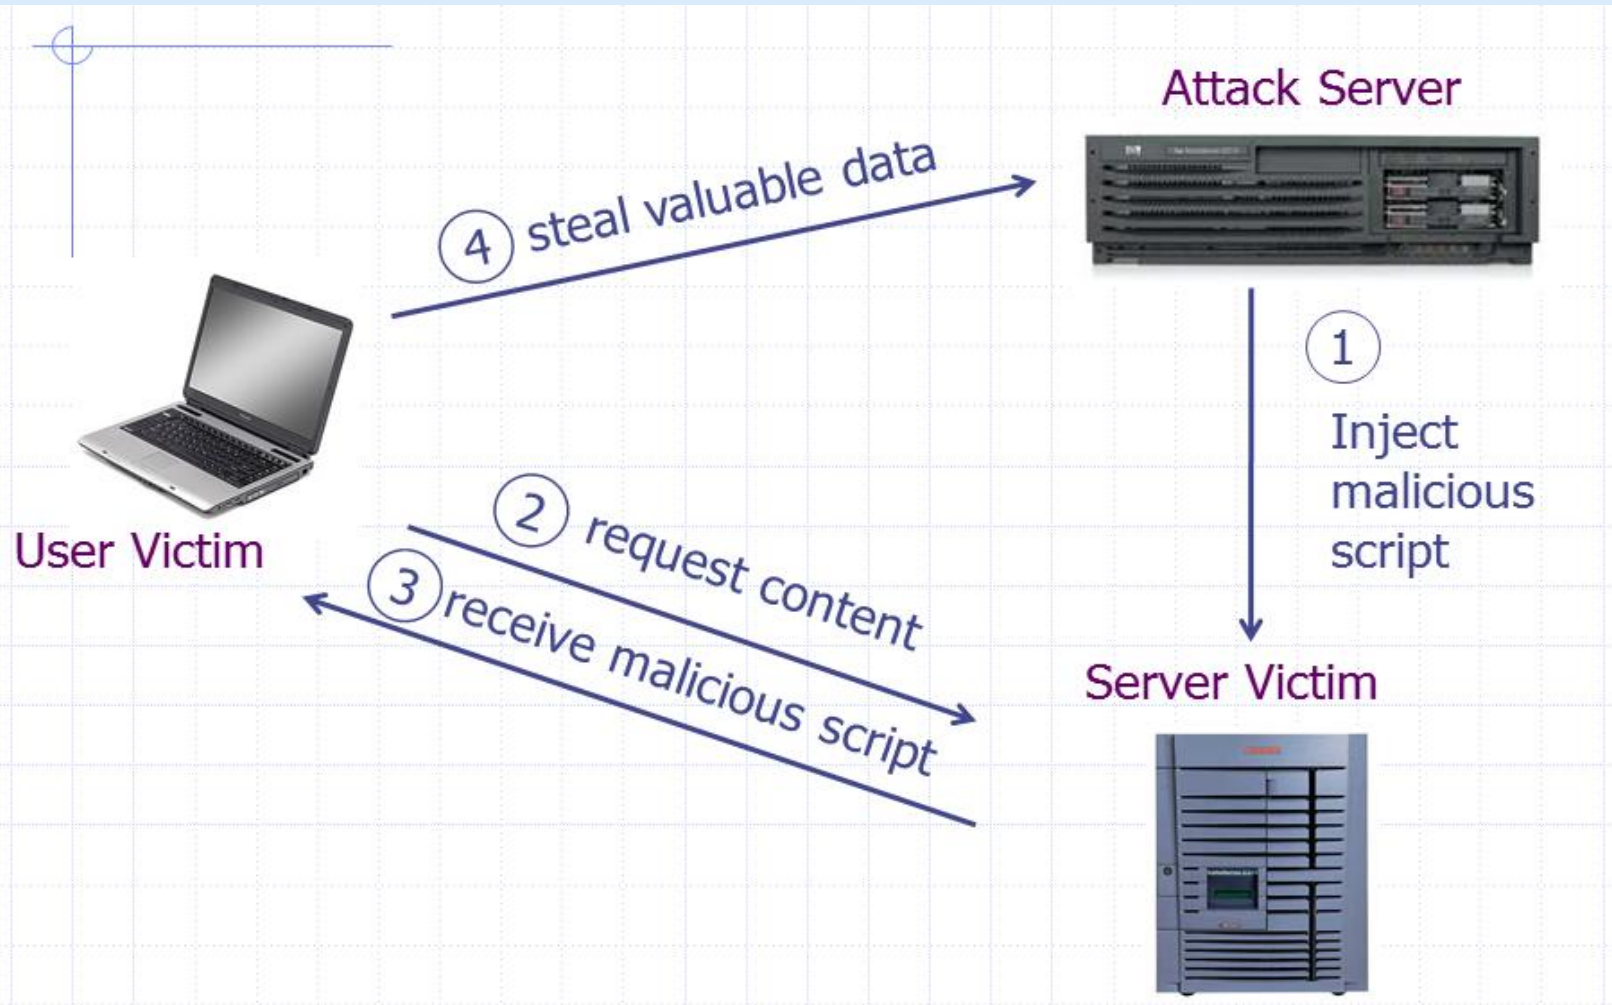 Attack Server
4 steal valuable data
1
Inject
malicious
script
User Victim
2 request content
3 receive malicious script
Server Victim